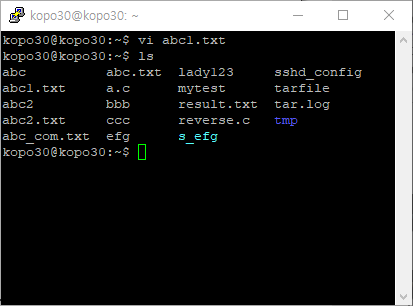 kopo30@kopo30: ~
kopo30@kopo30:~$ vi abc1.txt
kopo30@kopo30:~$ ls
abc abc.txt lady123 sshd_config
abc1.txt a.c mytest tarfile
abc2 bbb result.txt tar.log
abc2.txt ccc reverse.c tmp
abc_com.txt efg s_efg
kopo30@kopo30:~$